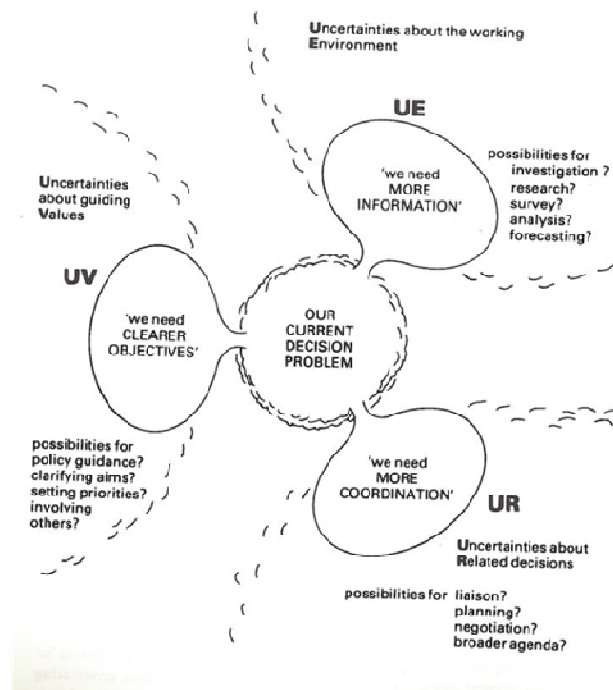 Uncertainties about the working
Environment
UE
'we need
MORE
INFORMATION'
possibilities for
investigation ?
research?
survey?
analysis?
forecasting?
Uncertainties
about guiding
Values
UV
'we need
CLEARER
OBJECTIVES'
OUR
CURRENT
DECISION
PROBLEM
possibilities for
policy guidance?
clarifying aims?
setting priorities?
involving
others?
'we need
MORE
COORDINATION'
UR
Uncertainties about
Related decisions
possibilities for liaison?
planning?
negotiation?
broader agenda?